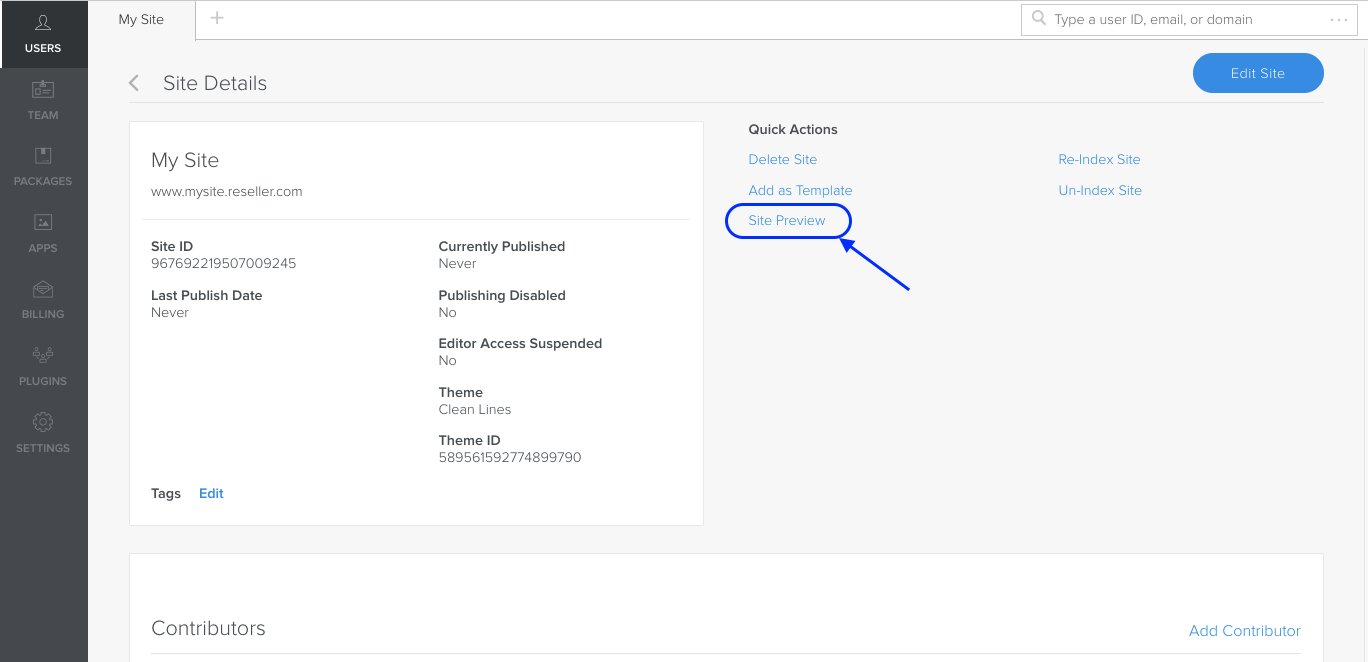 USERS
TEAM
PACKAGES
APPS
BILLING
PLUGINS
SETTINGS
My Site
Type a user ID, email, or domain
Site Details
Edit Site
My Site
www.mysite.reseller.com
Site ID
967692219507009245
Last Publish Date
Never
Currently Published
Never
Publishing Disabled
No
Editor Access Suspended
No
Theme
Clean Lines
Theme ID
589561592774899790
Tags Edit
Quick Actions
Delete Site
Add as Template
Site Preview
Re-Index Site
Un-Index Site
Contributors
Add Contributor